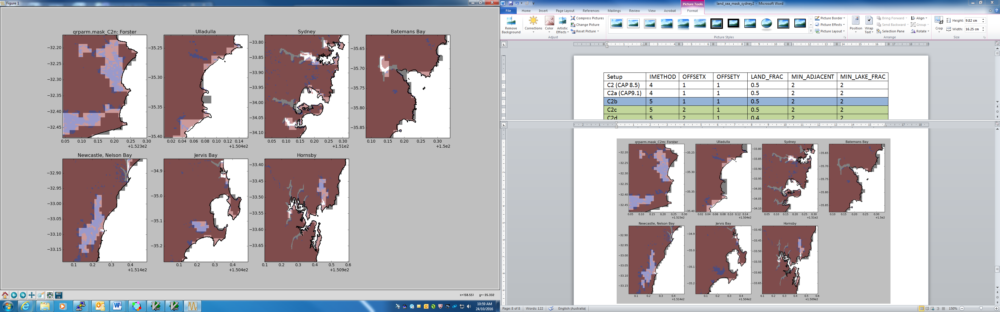 Figure 1
qrparm.mask_C2n: Forster
Ulladulla
Sydney
Batemans Bay
−32.20
−32.25
−32.30
−32.35
−32.40
−32.45
0.05 0.10 0.15 0.20 0.25 0.30
+1.523e2
−35.25
−35.30
−35.35
−35.40
0.02 0.04 0.06 0.08 0.10 0.12 0.14
+1.504e2
−33.80
−33.85
−33.90
−33.95
−34.00
−34.05
−34.10
0.05 0.10 0.15 0.20 0.25 0.30
+1.51e2
−35.65
−35.70
−35.75
−35.80
−35.85
0.10 0.15 0.20 0.25 0.30
+1.5e2
Newcastle, Nelson Bay
Jervis Bay
Hornsby
−32.90
−32.95
−33.00
−33.05
−33.10
−33.15
0.1 0.2 0.3 0.4
+1.514e2
−34.9
−35.0
−35.1
−35.2
0.1 0.2 0.3 0.4
+1.504e2
−33.40
−33.45
−33.50
−33.55
−33.60
−33.65
0.1 0.2 0.3 0.4 0.5 0.6
+1.509e2
x=158.551 y=-35.332
10:59 AM
24/10/2016
land_sea_mask_sydney2 - Microsoft Word
Picture Tools
File Home Insert Page Layout References Mailings Review View Acrobat Format
Remove Background
Corrections
Color
Artistic Effects
Compress Pictures
Change Picture
Reset Picture
Adjust
Picture Styles
Picture Border
Picture Effects
Picture Layout
Position
Wrap Text
Bring Forward
Send Backward
Selection Pane
Align
Group
Rotate
Arrange
Crop
Height: 9.82 cm
Width: 16.25 cm
Size
Setup IMETHOD OFFSETX OFFSETY LAND_FRAC MIN_ADJACENT MIN_LAKE_FRAC
C2 (CAP 8.5) 4 1 1 0.5 2 2
C2a (CAP9.1) 4 1 1 0.5 2 2
C2b 5 1 1 0.5 2 2
C2c 5 2 1 0.5 2 2
C2d 5 2 1 0.4 2 2
qrparm.mask_C2m: Forster
Ulladulla
Sydney
Batemans Bay
−32.20
−32.25
−32.30
−32.35
−32.40
−32.45
0.05 0.10 0.15 0.20 0.25 0.30
+1.523e2
−35.25
−35.30
−35.35
−35.40
0.02 0.04 0.06 0.08 0.10 0.12 0.14
+1.504e2
−33.80
−33.85
−33.90
−33.95
−34.00
−34.05
−34.10
0.05 0.10 0.15 0.20 0.25 0.30
+1.51e2
−35.65
−35.70
−35.75
−35.80
−35.85
0.10 0.15 0.20 0.25 0.30
+1.5e2
Newcastle, Nelson Bay
Jervis Bay
Hornsby
−32.90
−32.95
−33.00
−33.05
−33.10
−33.15
0.1 0.2 0.3 0.4
+1.514e2
−34.9
−35.0
−35.1
−35.2
0.1 0.2 0.3 0.4
+1.504e2
−33.40
−33.45
−33.50
−33.55
−33.60
−33.65
0.1 0.2 0.3 0.4 0.5 0.6
+1.509e2
Page: 8 of 8 Words: 122 English (Australia)
150%